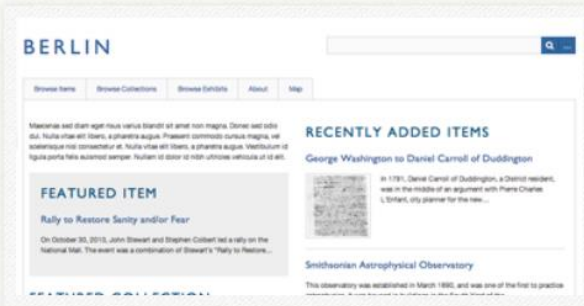 BERLIN
...
Browse Items
Browse Collections
Browse Exhibits
About
Map
Maecenas sed diam eget risus varius blandit sit amet non magna. Donec sed odio
dui. Nulla vitae elit libero, a pharetra augue. Praesent commodo cursus magna, vel
scelerisque nisl consectetur et. Nulla vitae elit libero, a pharetra augue. Vestibulum id
ligula porta felis euismod semper. Nullam id dolor id nibh ultricies vehicula ut id elit.
FEATURED ITEM
Rally to Restore Sanity and/or Fear
On October 30, 2010, John Stewart and Stephen Colbert led a rally on the
National Mall. The event was a combination of Stewart's "Rally to Restore...
FEATURED COLLECTION
RECENTLY ADDED ITEMS
George Washington to Daniel Carroll of Duddington
In 1791, Daniel Carroll of Duddington, a District resident,
was in the middle of an argument with Pierre Charles
L'Enfant, city planner for the new...
Smithsonian Astrophysical Observatory
This observatory was established in March 1890, and was one of the first to practice